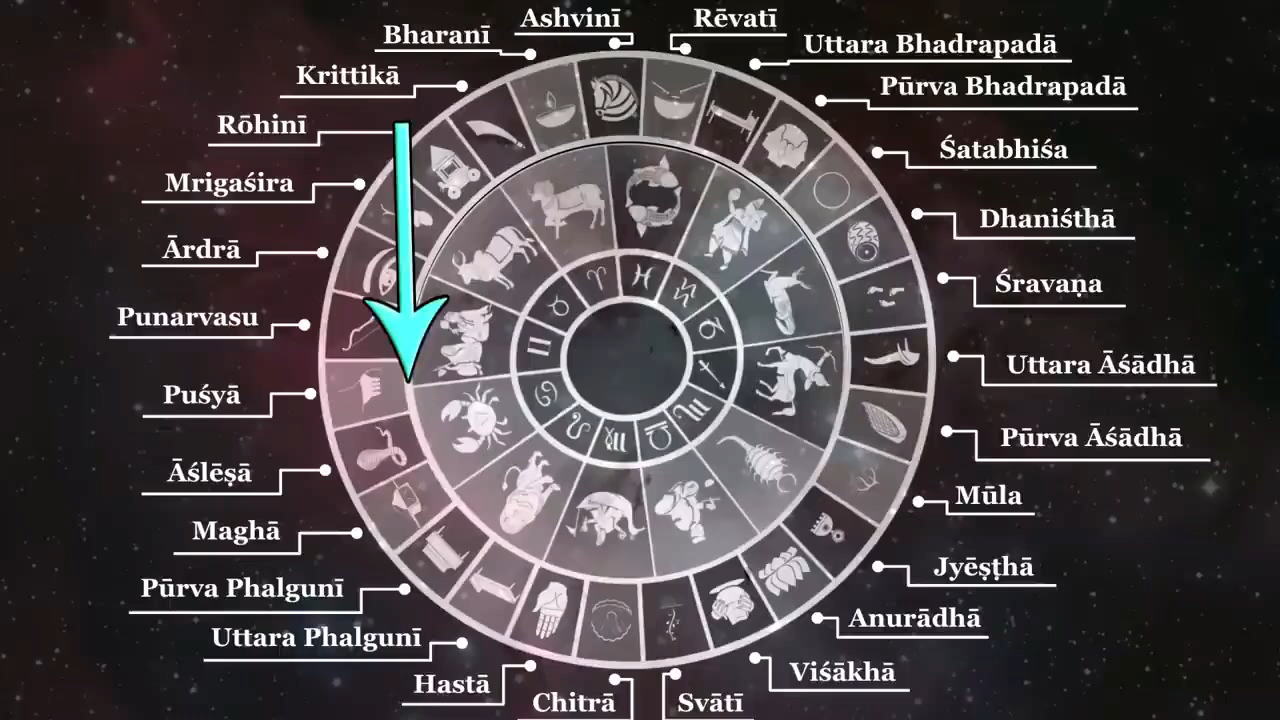 Ashvinī
Rēvatī
Bharanī
Uttara Bhadrapadā
Krittikā
Pūrva Bhadrapadā
Rōhinī
Śatabhiśa
Mrigaśira
Dhaniśthā
Ārdrā
Śravaṇa
Punarvasu
Uttara Āśādhā
Puśyā
Pūrva Āśādhā
Āślēṣā
Mūla
Maghā
Jyēṣṭhā
Pūrva Phalgunī
Anurādhā
Uttara Phalgunī
Viśākhā
Hastā
Chitrā
Svātī